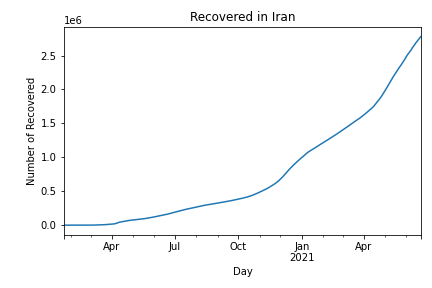 Recovered in Iran
1e6
2.5
2.0
1.5
1.0
0.5
0.0
Number of Recovered
Apr
Jul
Oct
Jan
2021
Apr
Day